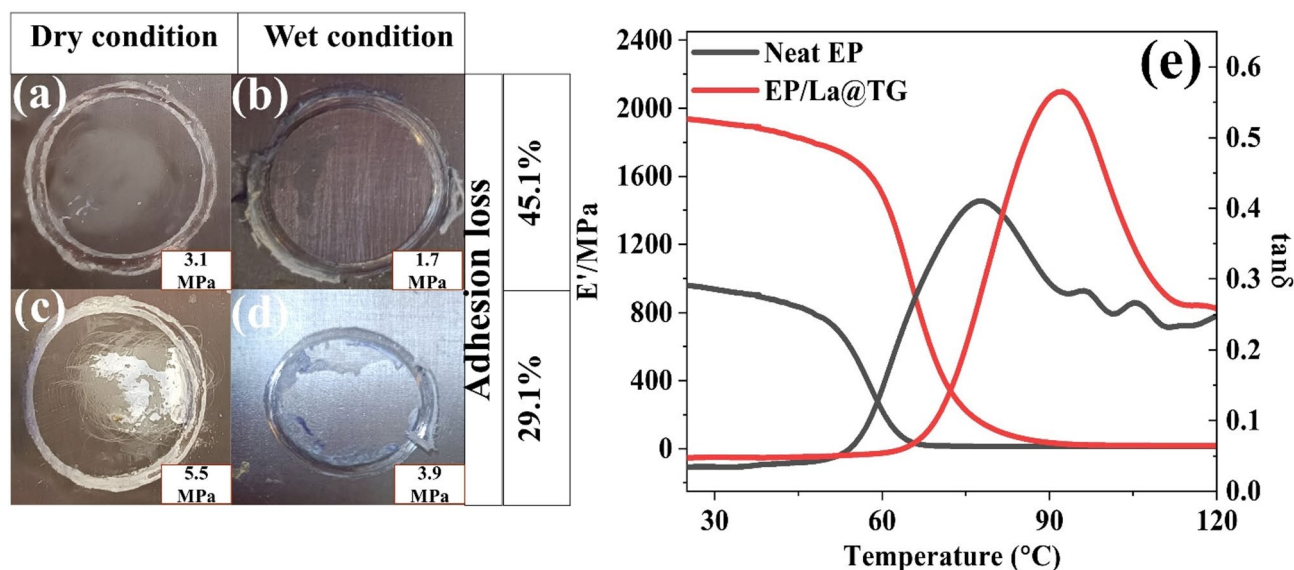 Dry condition
Wet condition
(a)
3.1
MPa
(b)
1.7
MPa
(c)
5.5
MPa
(d)
3.9
MPa
Adhesion loss
45.1%
29.1%
(e)
Neat EP
EP/La@TG
E'/MPa
2400
2000
1600
1200
800
400
0
tanδ
0.6
0.5
0.4
0.3
0.2
0.1
0.0
30
60
90
120
Temperature (°C)